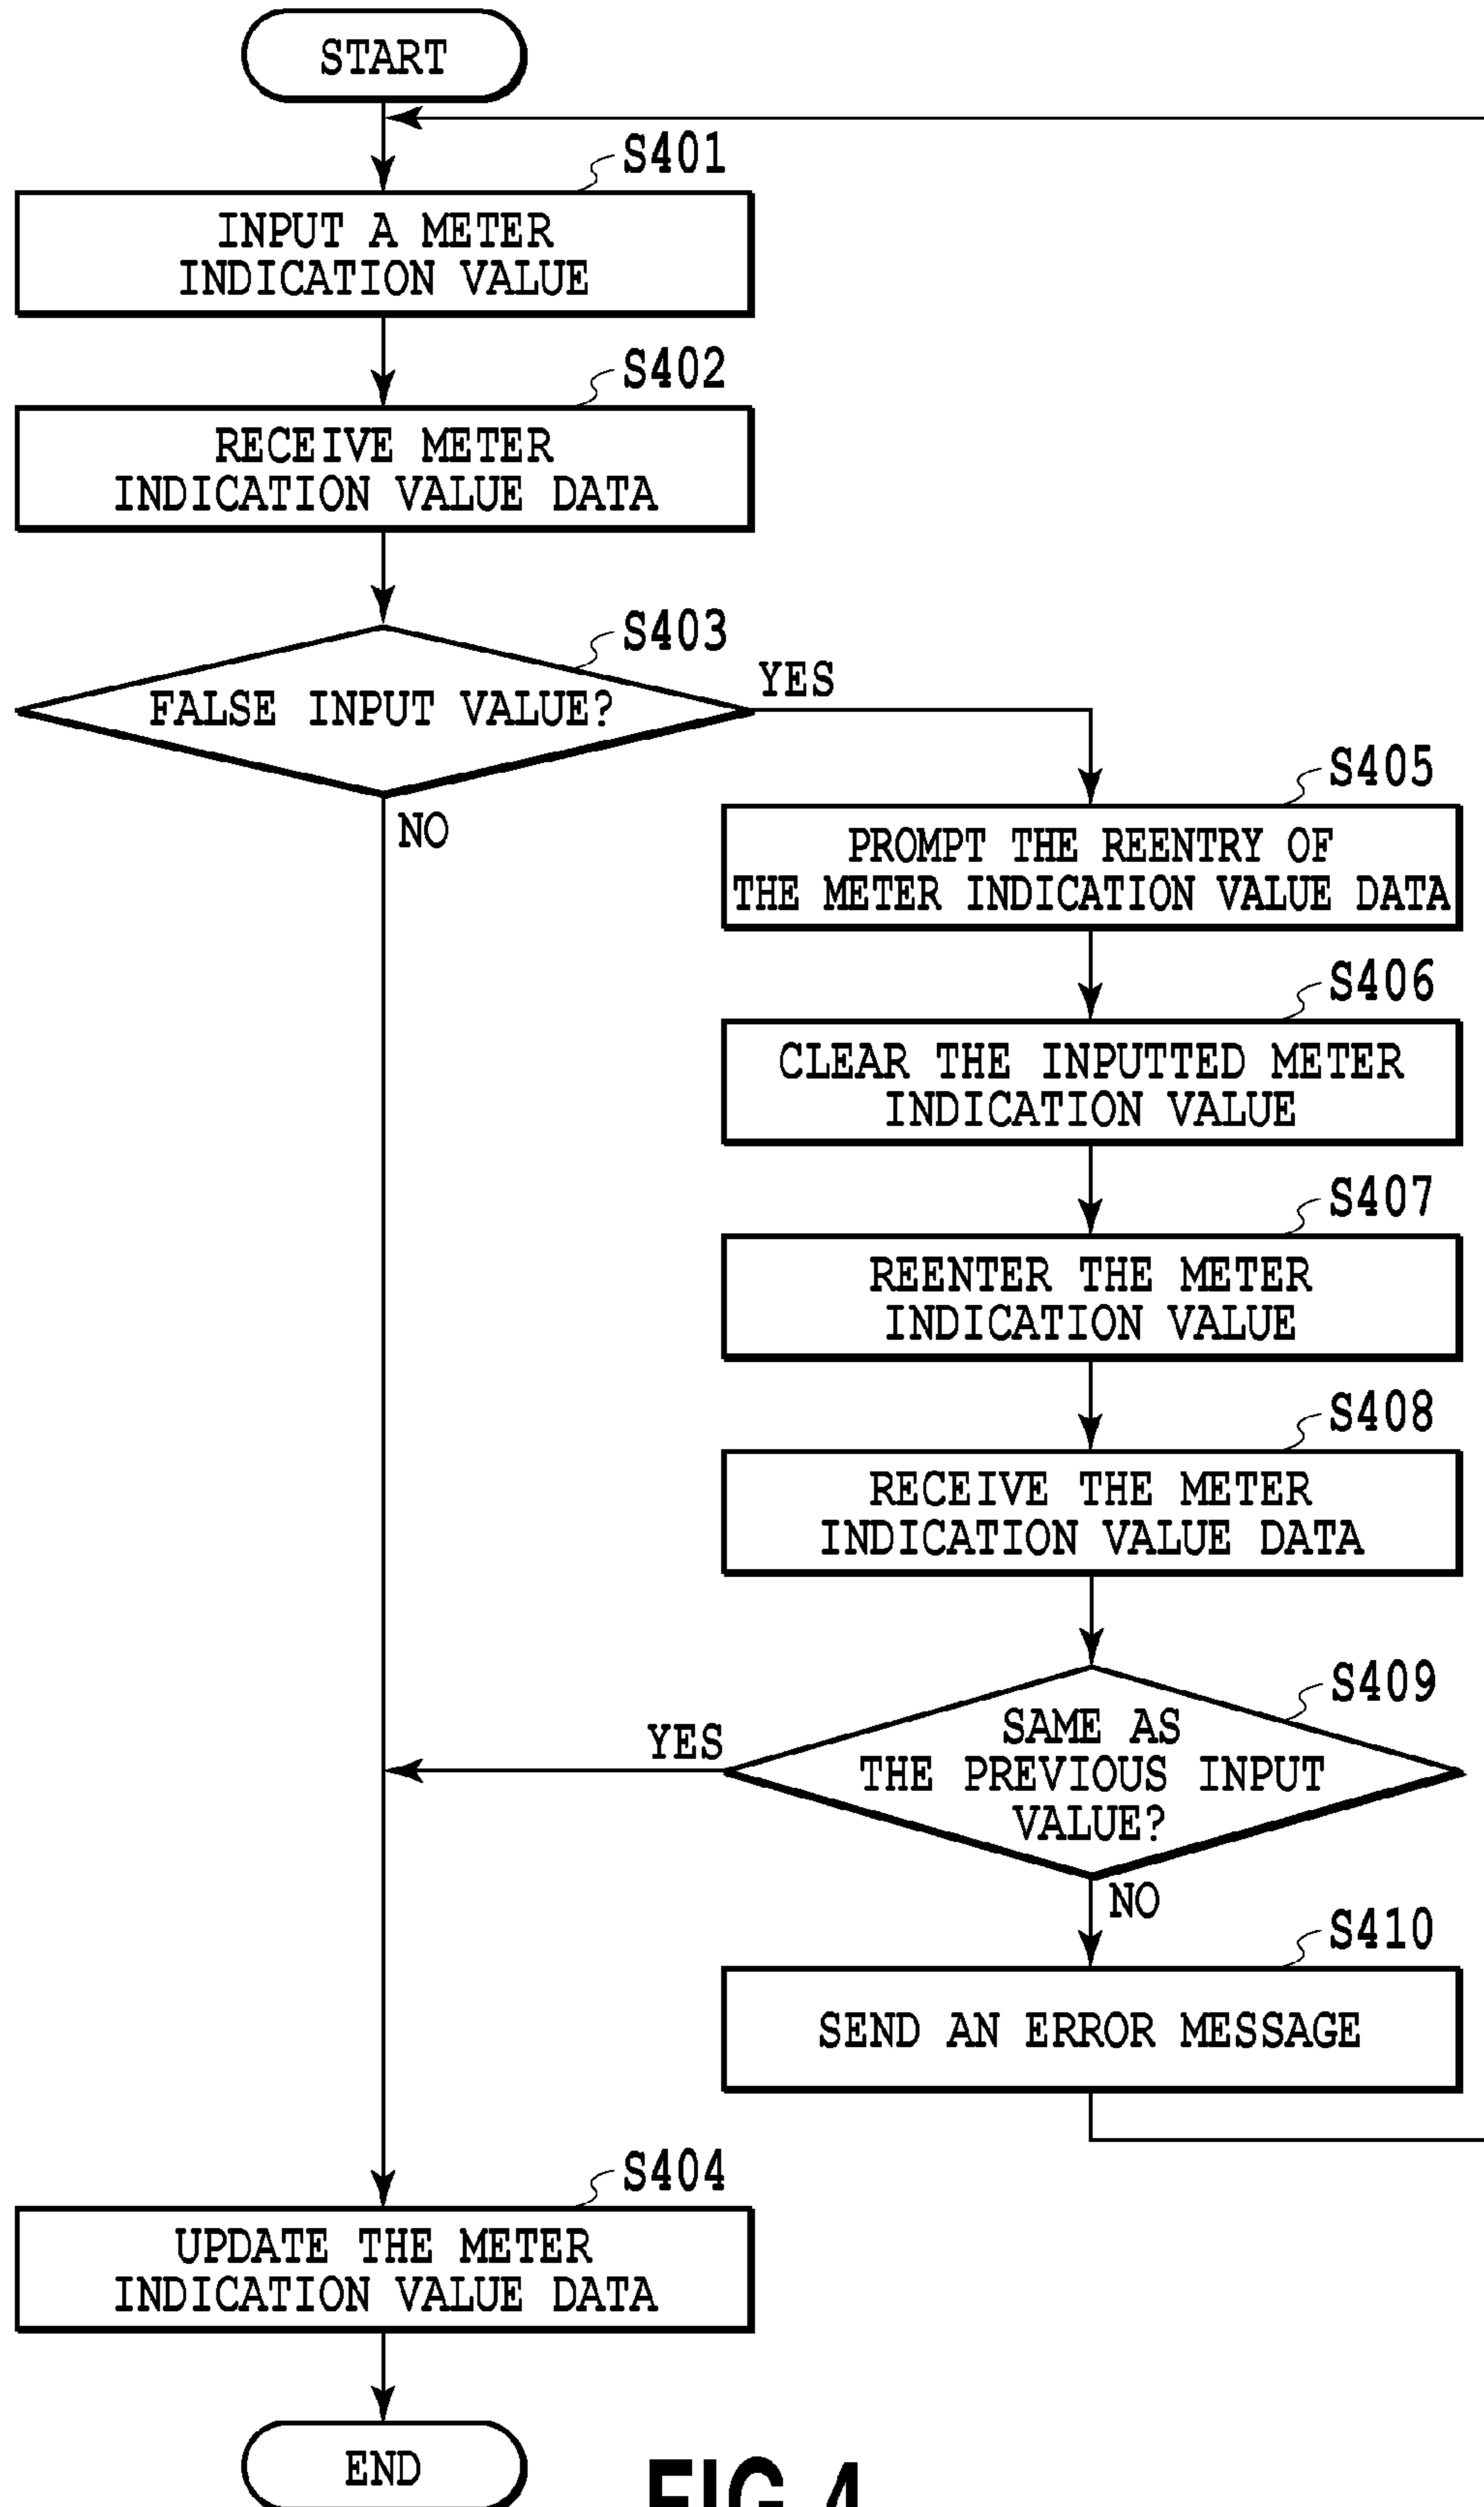 START
S401
INPUT A METER
INDICATION VALUE
S402
RECEIVE METER
INDICATION VALUE DATA
S403
FALSE INPUT VALUE?
YES
NO
S405
PROMPT THE REENTRY OF
THE METER INDICATION VALUE DATA
S406
CLEAR THE INPUTTED METER
INDICATION VALUE
S407
REENTER THE METER
INDICATION VALUE
S408
RECEIVE THE METER
INDICATION VALUE DATA
S409
SAME AS
THE PREVIOUS INPUT
VALUE?
YES
NO
S410
SEND AN ERROR MESSAGE
S404
UPDATE THE METER
INDICATION VALUE DATA
END
FIG.4